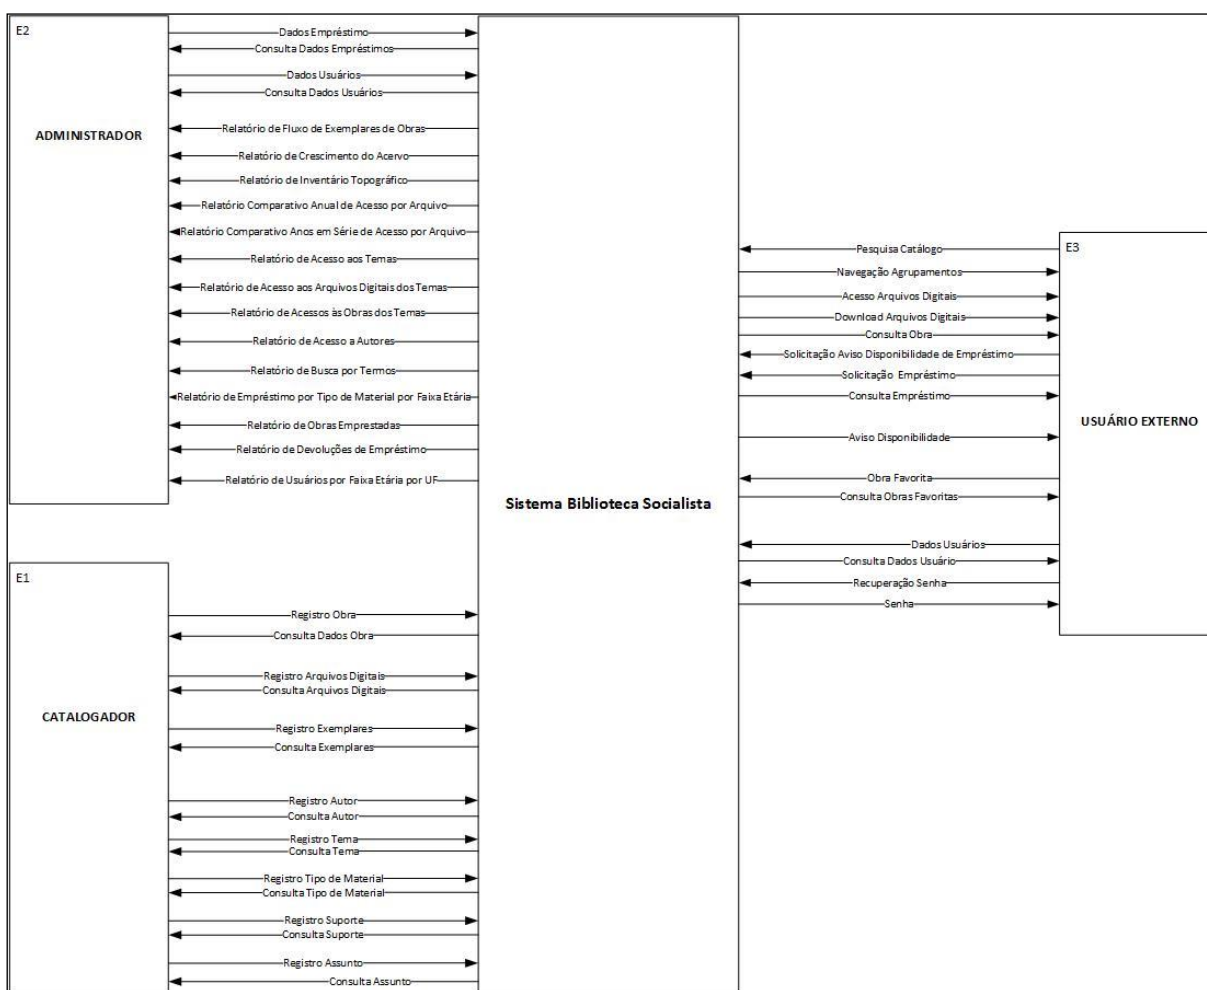 E2
ADMINISTRADOR
Dados Empréstimo
Consulta Dados Empréstimos
Dados Usuários
Consulta Dados Usuários
Relatório de Fluxo de Exemplares de Obras
Relatório de Crescimento do Acervo
Relatório de Inventário Topográfico
Relatório Comparativo Anual de Acesso por Arquivo
Relatório Comparativo Anos em Série de Acesso por Arquivo
Relatório de Acesso aos Temas
Relatório de Acesso aos Arquivos Digitais dos Temas
Relatório de Acessos às Obras dos Temas
Relatório de Acesso a Autores
Relatório de Busca por Termos
Relatório de Empréstimo por Tipo de Material por Faixa Etária
Relatório de Obras Emprestadas
Relatório de Devoluções de Empréstimo
Relatório de Usuários por Faixa Etária por UF
E1
CATALOGADOR
Registro Obra
Consulta Dados Obra
Registro Arquivos Digitais
Consulta Arquivos Digitais
Registro Exemplares
Consulta Exemplares
Registro Autor
Consulta Autor
Registro Tema
Consulta Tema
Registro Tipo de Material
Consulta Tipo de Material
Registro Suporte
Consulta Suporte
Registro Assunto
Consulta Assunto
Sistema Biblioteca Socialista
Pesquisa Catálogo
Navegação Agrupamentos
Acesso Arquivos Digitais
Download Arquivos Digitais
Consulta Obra
Solicitação Aviso Disponibilidade de Empréstimo
Solicitação Empréstimo
Consulta Empréstimo
Aviso Disponibilidade
Obra Favorita
Consulta Obras Favoritas
Dados Usuários
Consulta Dados Usuário
Recuperação Senha
Senha
E3
USUÁRIO EXTERNO